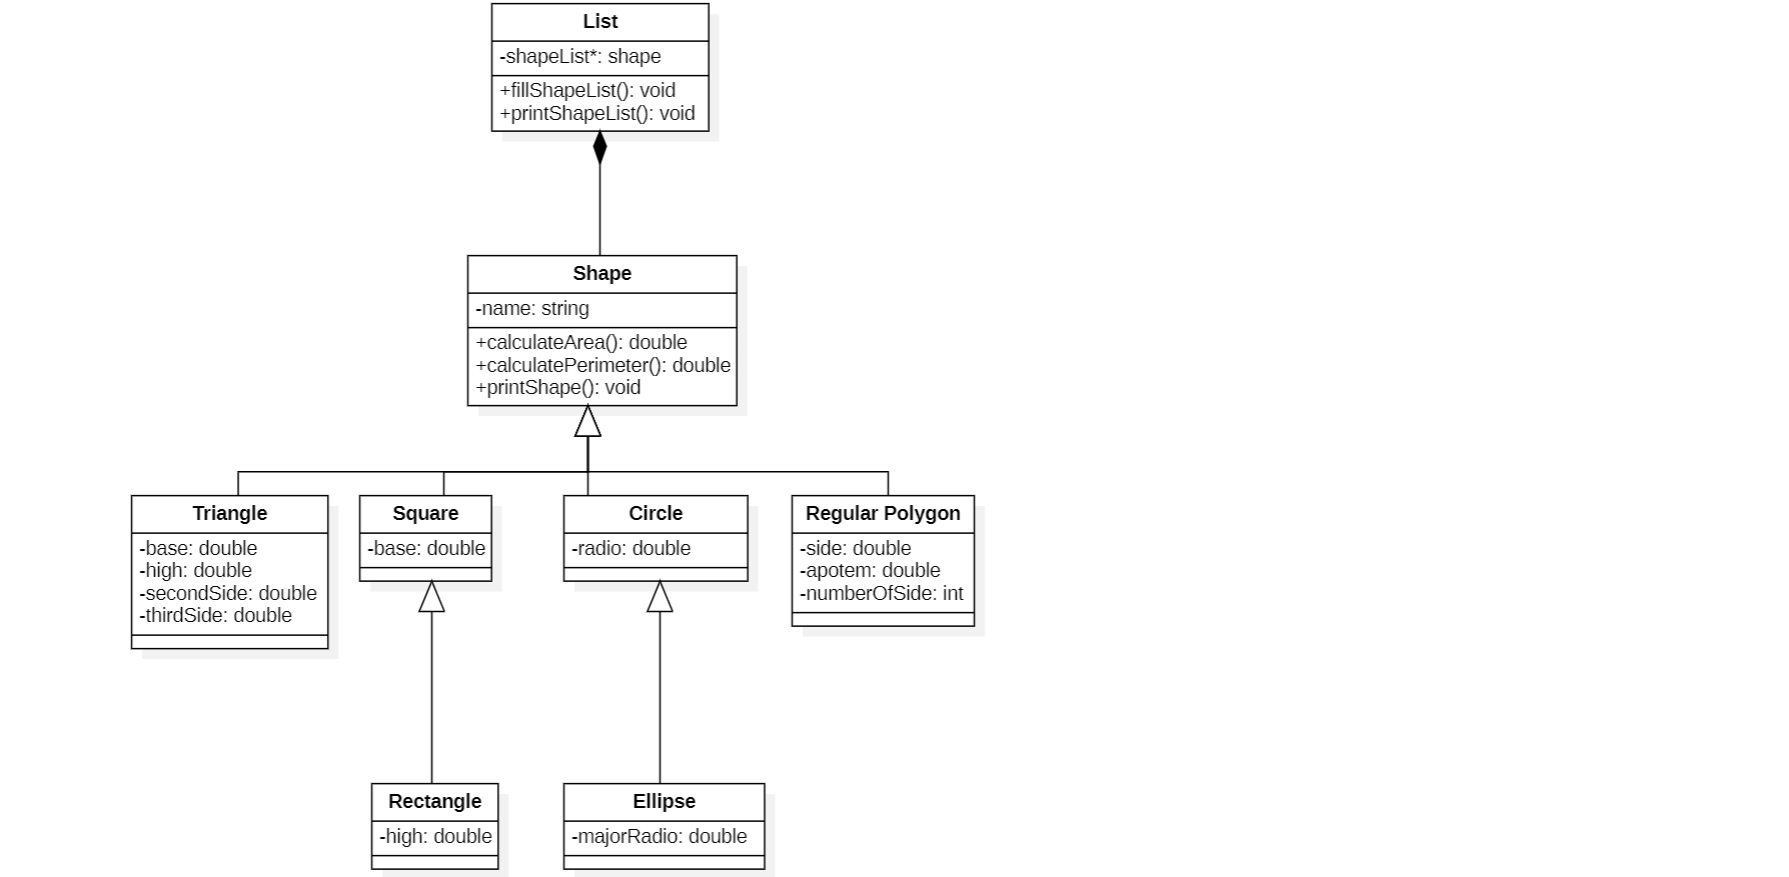 List
-shapeList*: shape
+fillShapeList(): void
+printShapeList(): void
Shape
-name: string
+calculateArea(): double
+calculatePerimeter(): double
+printShape(): void
Triangle
-base: double
-high: double
-secondSide: double
-thirdSide: double
Square
-base: double
Circle
-radio: double
Regular Polygon
-side: double
-apotem: double
-numberOfSide: int
Rectangle
-high: double
Ellipse
-majorRadio: double